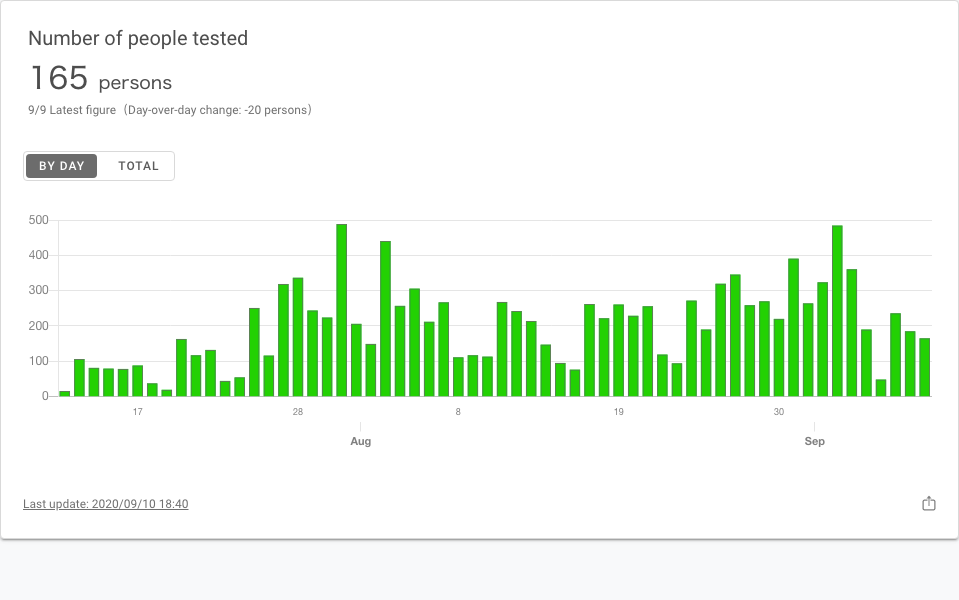 Number of people tested
165 persons
9/9 Latest figure（Day-over-day change: -20 persons）
BY DAY TOTAL
500
400
300
200
100
0
17 28 8 19 30
Aug Sep
Last update: 2020/09/10 18:40